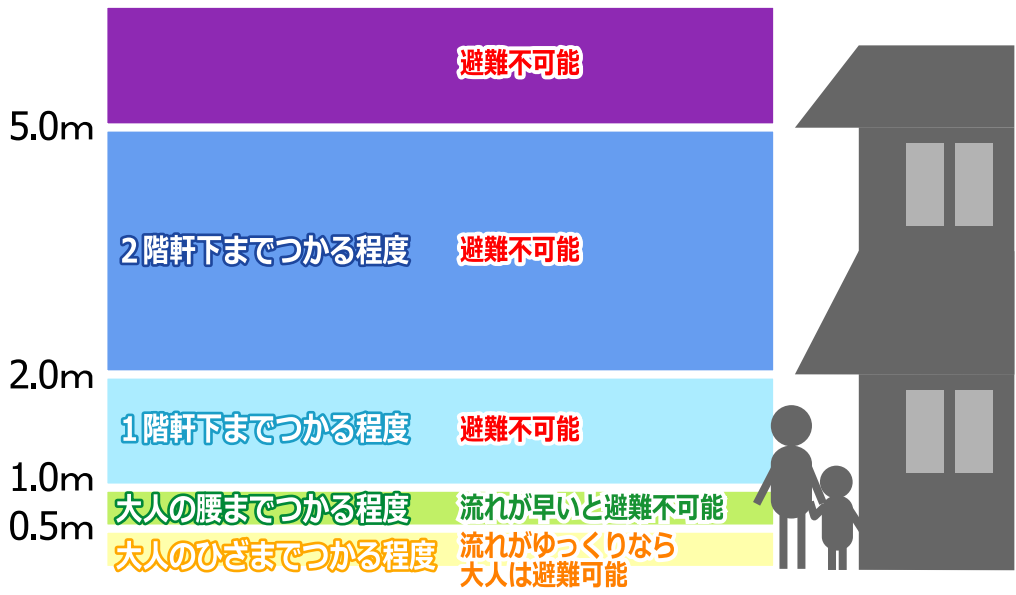 避難不可能
5.0m
2階軒下までつかる程度 避難不可能
2.0m
1階軒下までつかる程度 避難不可能
1.0m
大人の腰までつかる程度 流れが早いと避難不可能
0.5m
大人のひざまでつかる程度 流れがゆっくりなら
大人は避難可能